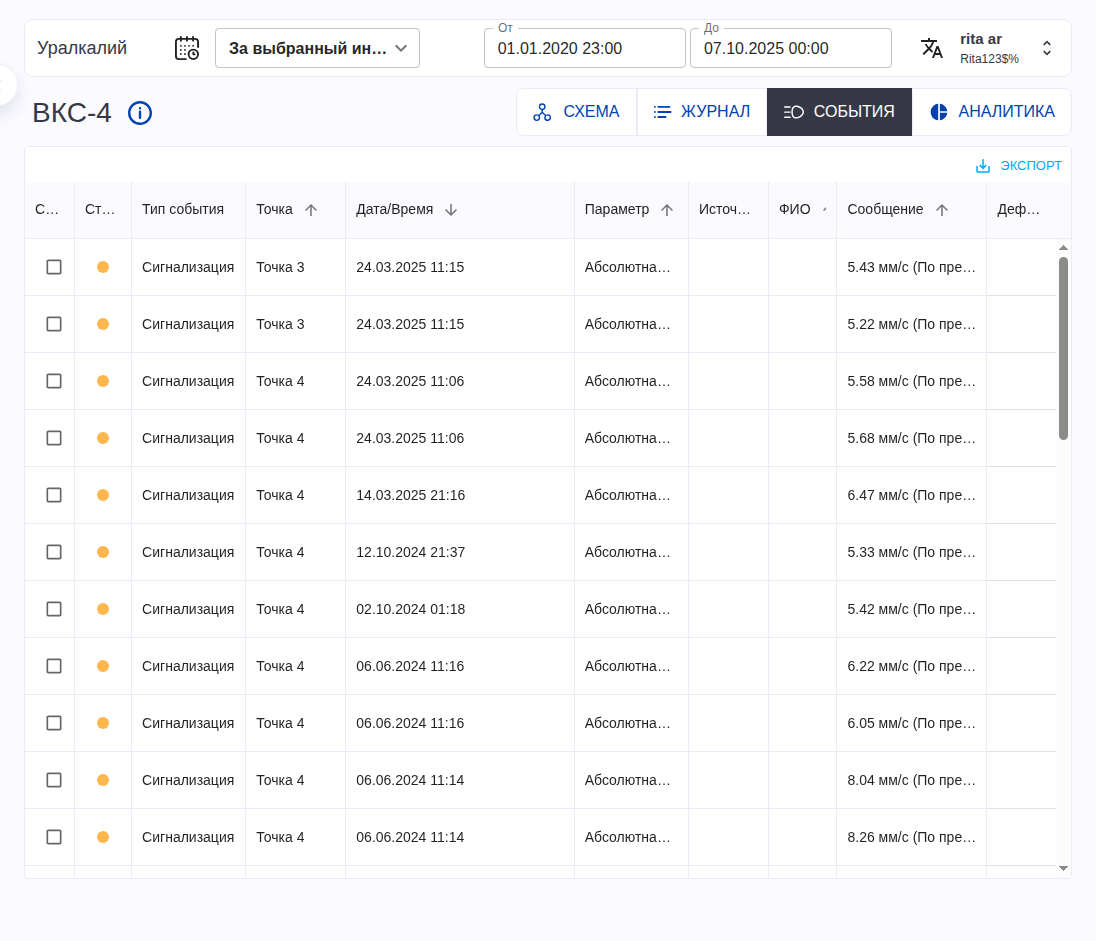 Уралкалий
За выбранный ин…
От
01.01.2020 23:00
До
07.10.2025 00:00
rita ar
Rita123$%
ВКС-4
СХЕМА
ЖУРНАЛ
СОБЫТИЯ
АНАЛИТИКА
ЭКСПОРТ
С… Ст… Тип события Точка Дата/Время Параметр Источ… ФИО Сообщение Деф…
Сигнализация Точка 3 24.03.2025 11:15 Абсолютна… 5.43 мм/с (По пре…
Сигнализация Точка 3 24.03.2025 11:15 Абсолютна… 5.22 мм/с (По пре…
Сигнализация Точка 4 24.03.2025 11:06 Абсолютна… 5.58 мм/с (По пре…
Сигнализация Точка 4 24.03.2025 11:06 Абсолютна… 5.68 мм/с (По пре…
Сигнализация Точка 4 14.03.2025 21:16 Абсолютна… 6.47 мм/с (По пре…
Сигнализация Точка 4 12.10.2024 21:37 Абсолютна… 5.33 мм/с (По пре…
Сигнализация Точка 4 02.10.2024 01:18 Абсолютна… 5.42 мм/с (По пре…
Сигнализация Точка 4 06.06.2024 11:16 Абсолютна… 6.22 мм/с (По пре…
Сигнализация Точка 4 06.06.2024 11:16 Абсолютна… 6.05 мм/с (По пре…
Сигнализация Точка 4 06.06.2024 11:14 Абсолютна… 8.04 мм/с (По пре…
Сигнализация Точка 4 06.06.2024 11:14 Абсолютна… 8.26 мм/с (По пре…